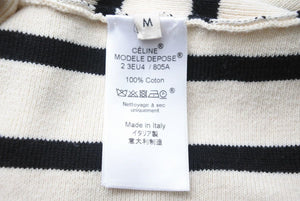 M
CÉLINE
MODELE DEPOSE
2 3EU4 / 805A
100% Coton
Nettoyage à sec
uniquement
Made in Italy
イタリア製
意大利制造